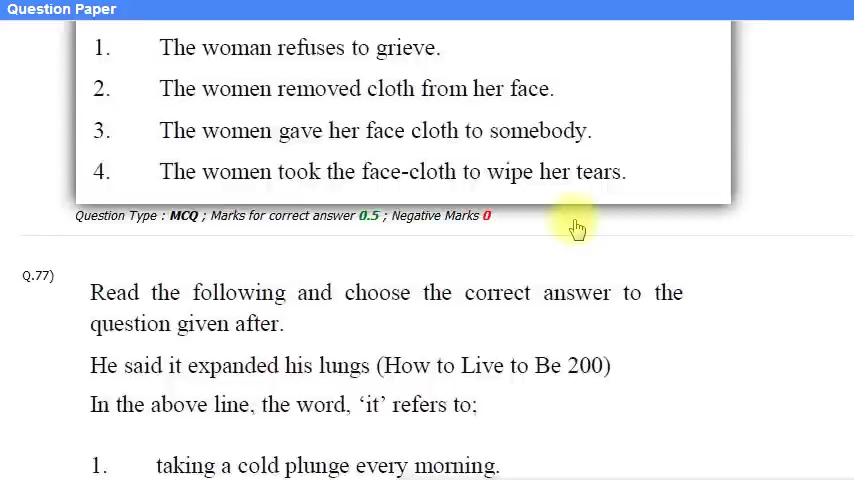 Question Paper
1. The woman refuses to grieve.
2. The women removed cloth from her face.
3. The women gave her face cloth to somebody.
4. The women took the face-cloth to wipe her tears.
Question Type : MCQ ; Marks for correct answer 0.5 ; Negative Marks 0
Q.77)
Read the following and choose the correct answer to the
question given after.
He said it expanded his lungs (How to Live to Be 200)
In the above line, the word, ‘it’ refers to;
1. taking a cold plunge every morning.